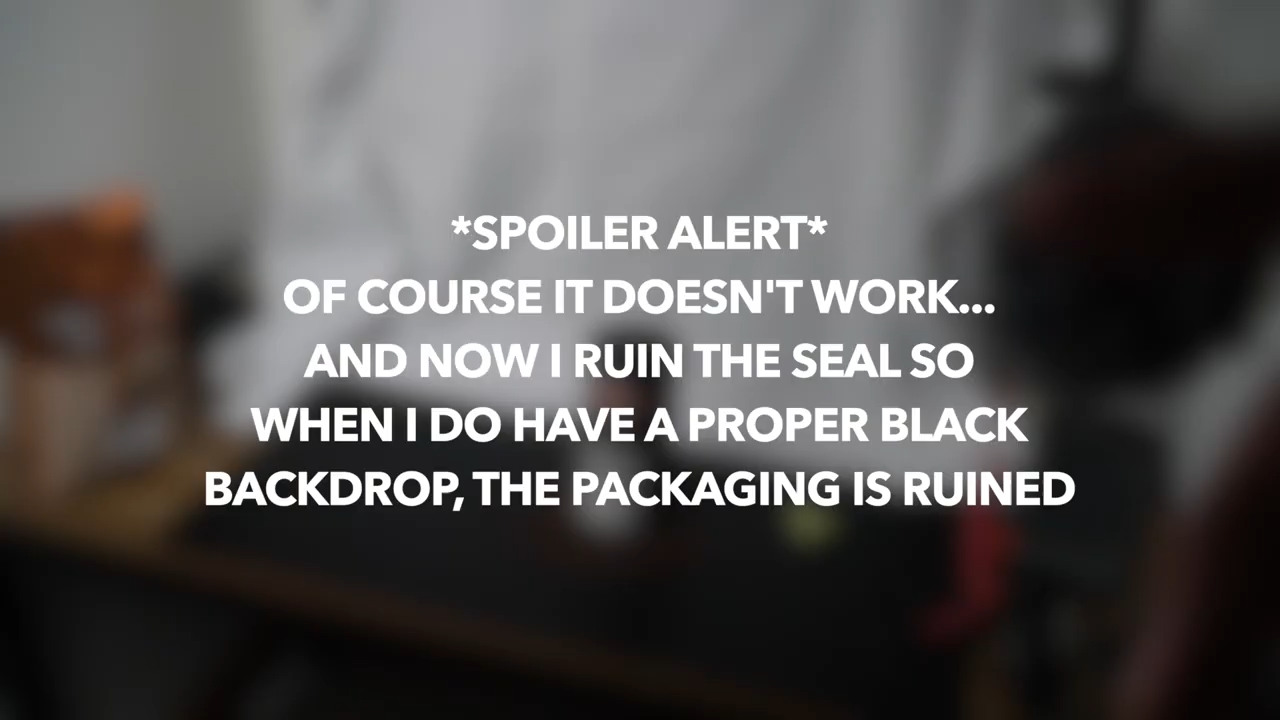 *SPOILER ALERT*
OF COURSE IT DOESN'T WORK...
AND NOW I RUIN THE SEAL SO
WHEN I DO HAVE A PROPER BLACK
BACKDROP, THE PACKAGING IS RUINED